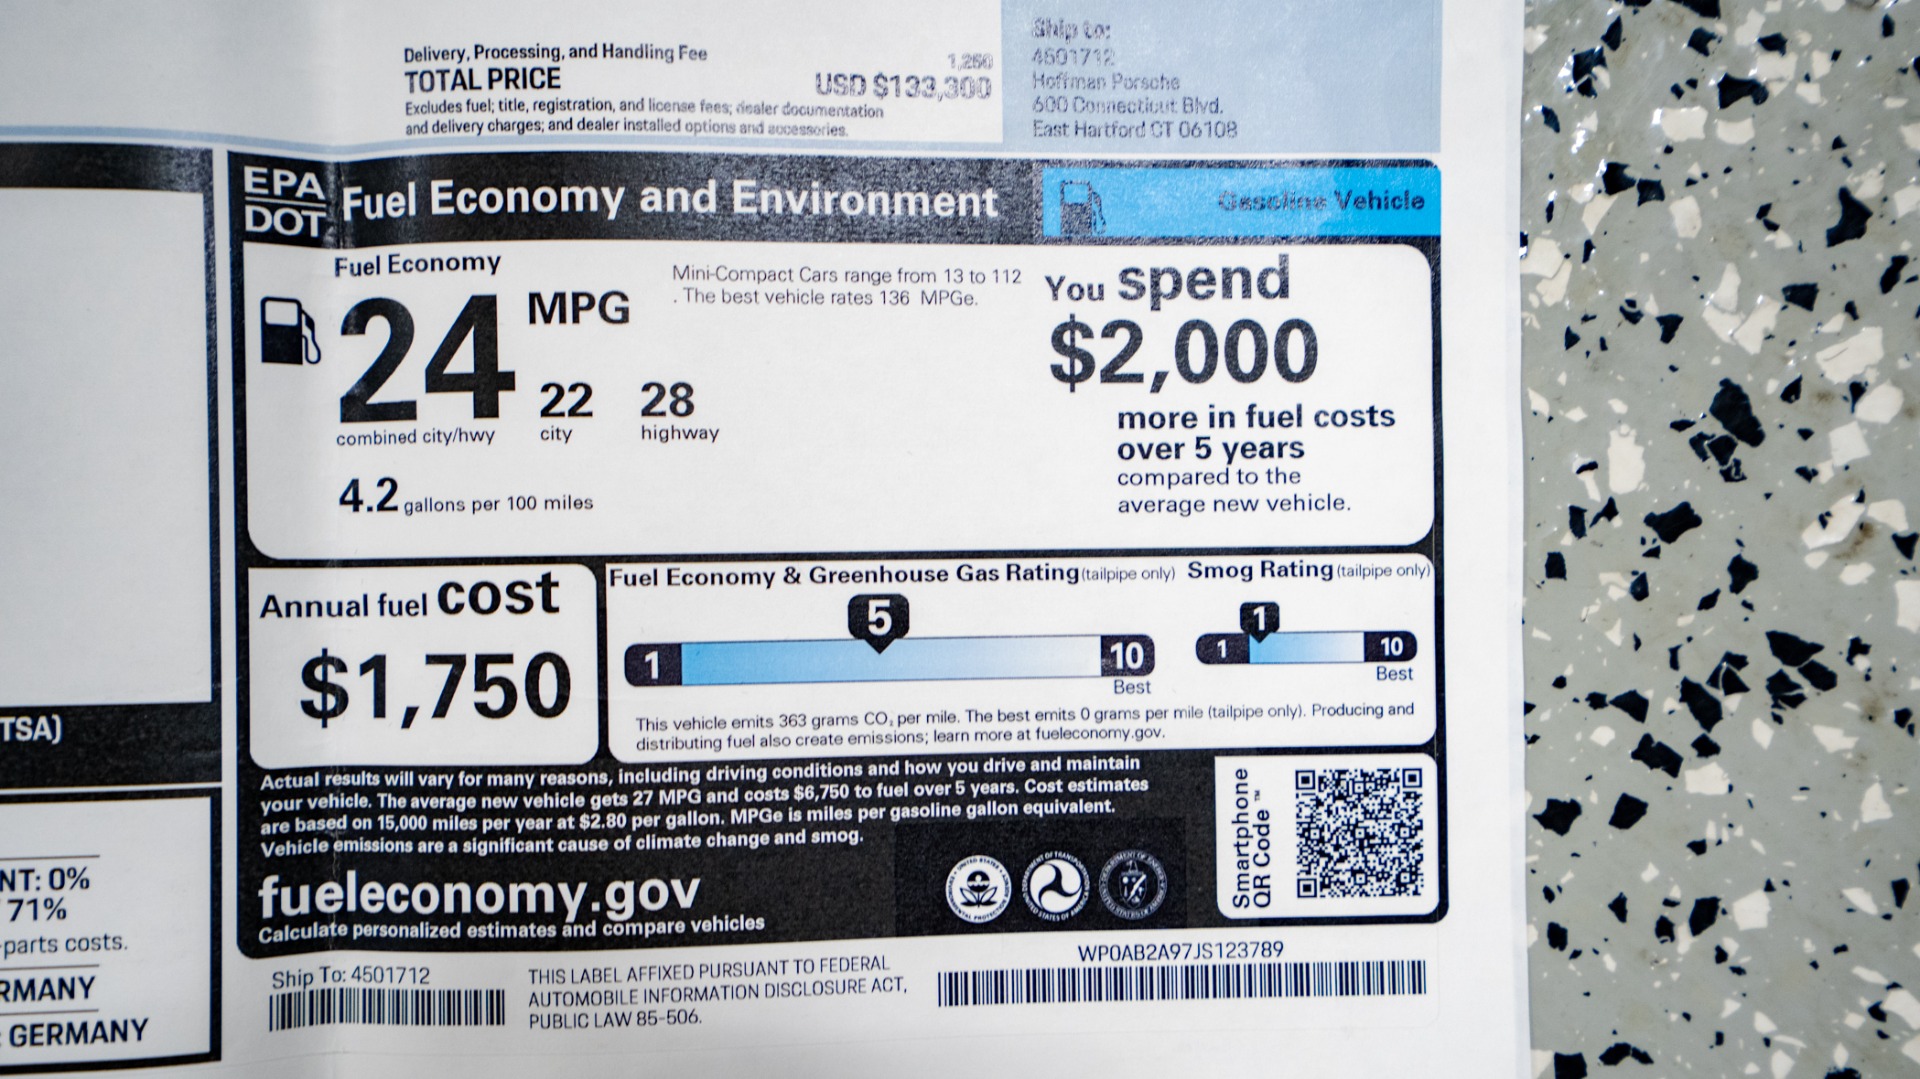 Delivery, Processing, and Handling Fee 1,250
TOTAL PRICE USD $133,300
Excludes fuel; title, registration, and license fees; dealer documentation
and delivery charges; and dealer installed options and accessories.
Ship to:
4501712
Hoffman Porsche
600 Connecticut Blvd.
East Hartford CT 06108
EPA
DOT
Fuel Economy and Environment
Gasoline Vehicle
Fuel Economy
24 MPG
combined city/hwy
22
city
28
highway
4.2 gallons per 100 miles
Mini-Compact Cars range from 13 to 112
. The best vehicle rates 136 MPGe.
You spend
$2,000
more in fuel costs
over 5 years
compared to the
average new vehicle.
Annual fuel cost
$1,750
Fuel Economy & Greenhouse Gas Rating (tailpipe only)
5
1
10
Best
Smog Rating (tailpipe only)
1
1
10
Best
This vehicle emits 363 grams CO₂ per mile. The best emits 0 grams per mile (tailpipe only). Producing and
distributing fuel also create emissions; learn more at fueleconomy.gov.
Actual results will vary for many reasons, including driving conditions and how you drive and maintain
your vehicle. The average new vehicle gets 27 MPG and costs $6,750 to fuel over 5 years. Cost estimates
are based on 15,000 miles per year at $2.80 per gallon. MPGe is miles per gasoline gallon equivalent.
Vehicle emissions are a significant cause of climate change and smog.
fueleconomy.gov
Calculate personalized estimates and compare vehicles
Smartphone
QR Code™
TSA)
NT: 0%
71%
-parts costs.
RMANY
: GERMANY
Ship To: 4501712
THIS LABEL AFFIXED PURSUANT TO FEDERAL
AUTOMOBILE INFORMATION DISCLOSURE ACT,
PUBLIC LAW 85-506.
WP0AB2A97JS123789